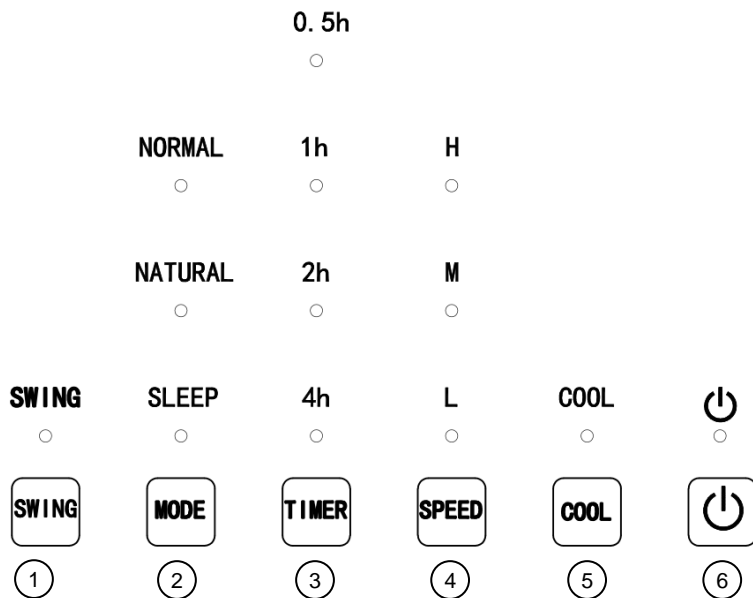 0.5h
NORMAL 1h H
NATURAL 2h M
SWING SLEEP 4h L COOL
SWING MODE TIMER SPEED COOL
1 2 3 4 5 6